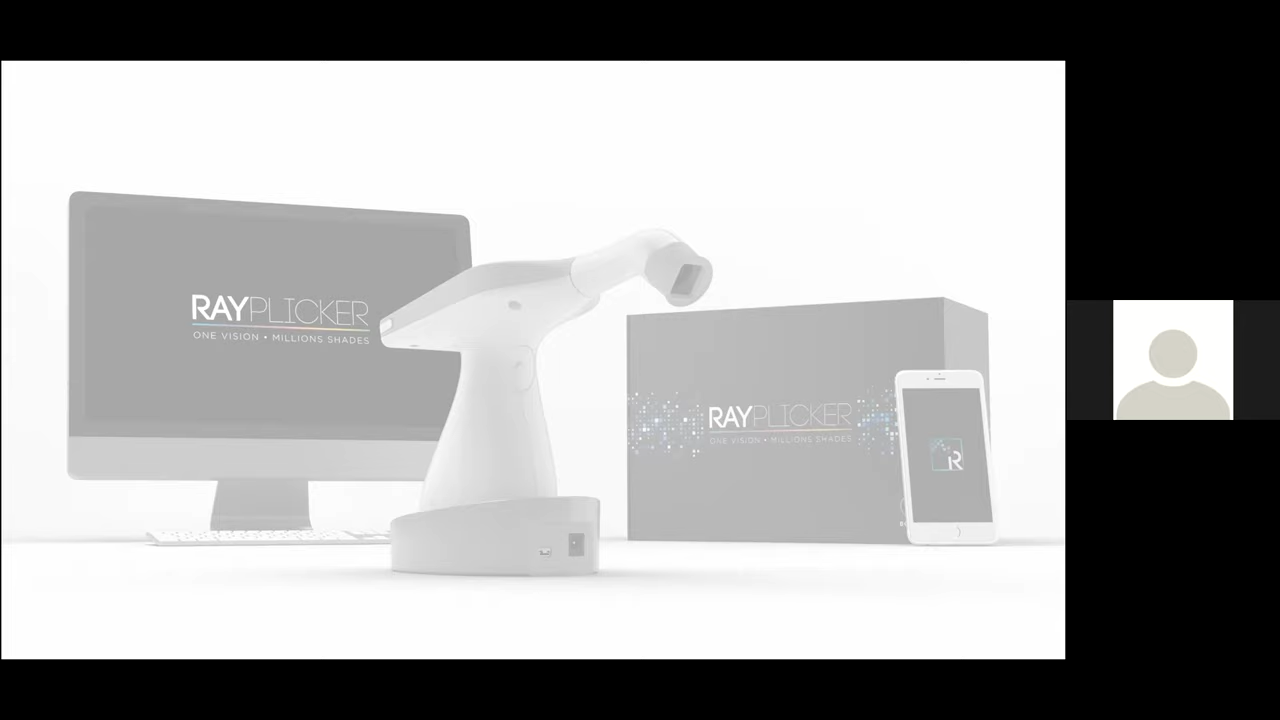 RAYPLICKER
ONE VISION • MILLIONS SHADES
RAYPLICKER
ONE VISION • MILLIONS SHADES
R